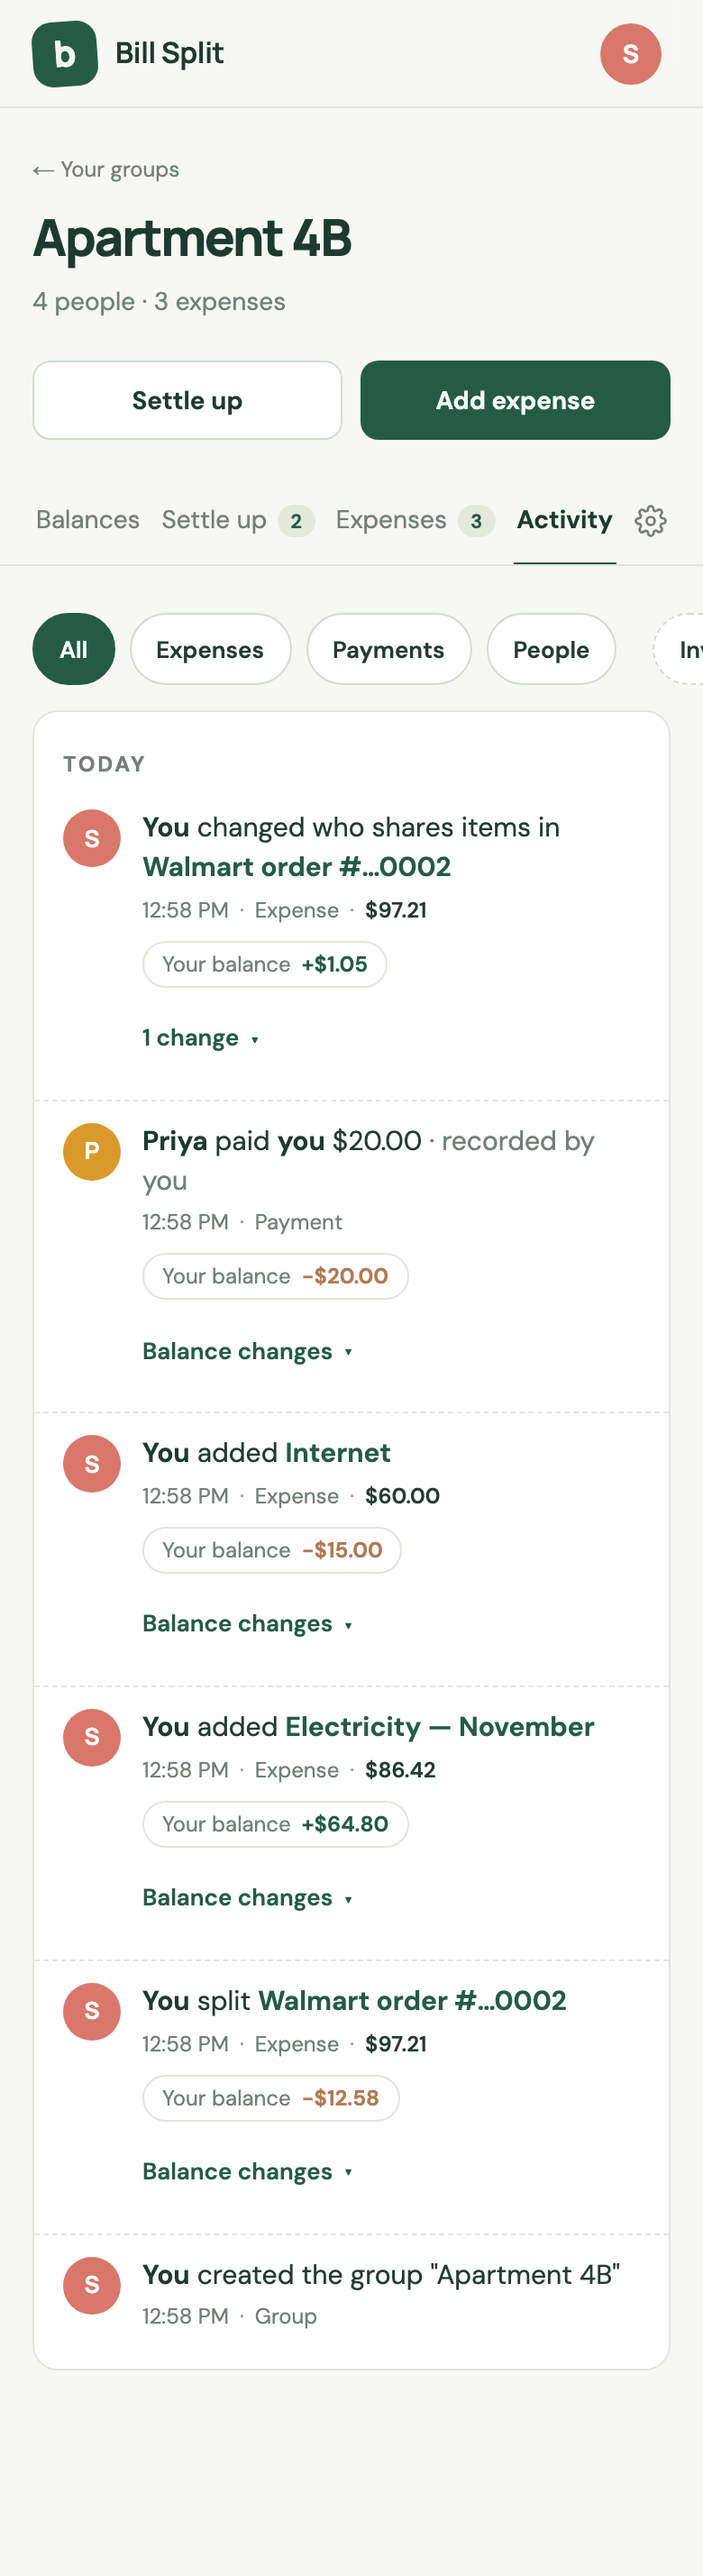 b Bill Split S
← Your groups
Apartment 4B
4 people · 3 expenses
Settle up Add expense
Balances Settle up 2 Expenses 3 Activity
All Expenses Payments People
TODAY
S You changed who shares items in
Walmart order #…0002
12:58 PM · Expense · $97.21
Your balance +$1.05
1 change ▾
P Priya paid you $20.00 · recorded by
you
12:58 PM · Payment
Your balance -$20.00
Balance changes ▾
S You added Internet
12:58 PM · Expense · $60.00
Your balance -$15.00
Balance changes ▾
S You added Electricity — November
12:58 PM · Expense · $86.42
Your balance +$64.80
Balance changes ▾
S You split Walmart order #…0002
12:58 PM · Expense · $97.21
Your balance -$12.58
Balance changes ▾
S You created the group "Apartment 4B"
12:58 PM · Group